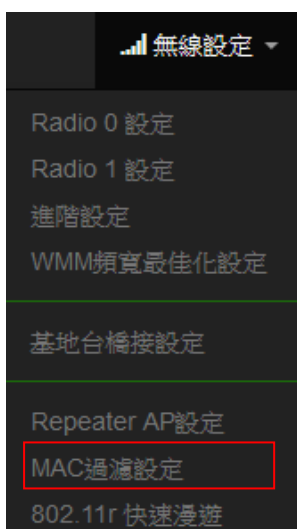 無線設定
Radio 0 設定
Radio 1 設定
進階設定
WMM頻寬最佳化設定
基地台橋接設定
Repeater AP設定
MAC過濾設定
802.11r 快速漫遊